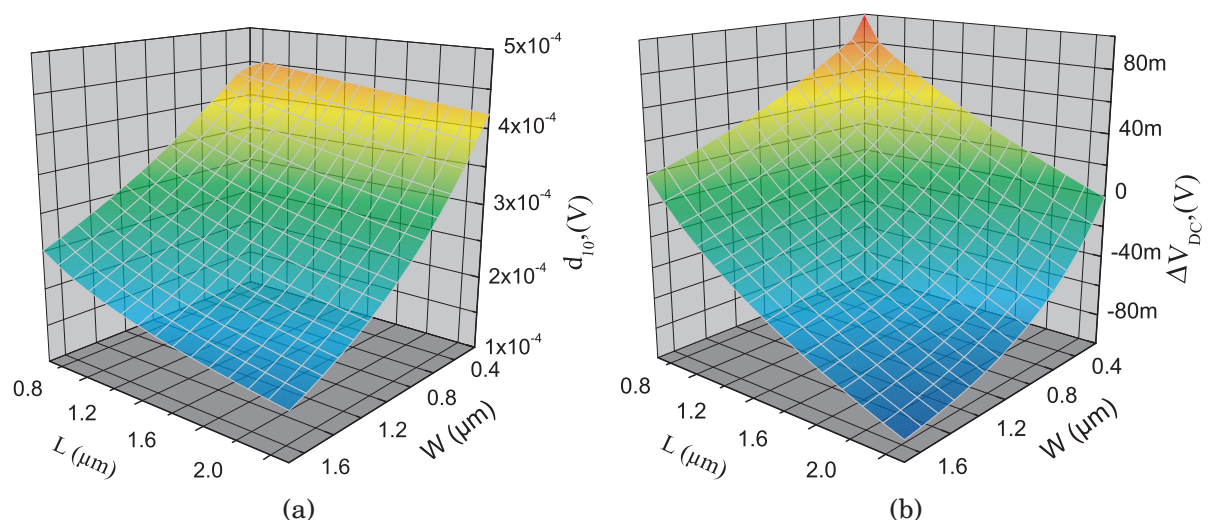 5x10⁻⁴
4x10⁻⁴
3x10⁻⁴
2x10⁻⁴
1x10⁻⁴
d₁₀,(V)
0.8
1.2
1.6
2.0
L (μm)
0.4
0.8
1.2
1.6
W (μm)
(a)
80m
40m
0
-40m
-80m
ΔV_DC,(V)
0.8
1.2
1.6
2.0
L (μm)
0.4
0.8
1.2
1.6
W (μm)
(b)